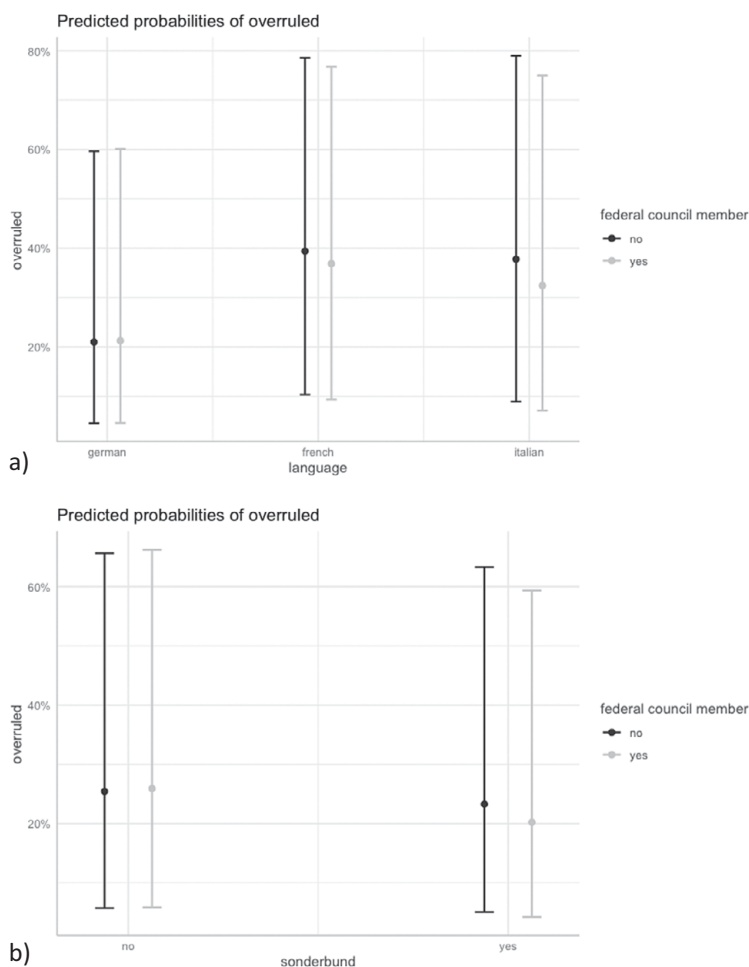 Predicted probabilities of overruled
80%
60%
40%
20%
overruled
german
french
italian
language
federal council member
no
yes
a)
Predicted probabilities of overruled
60%
40%
20%
overruled
no
yes
sonderbund
federal council member
no
yes
b)